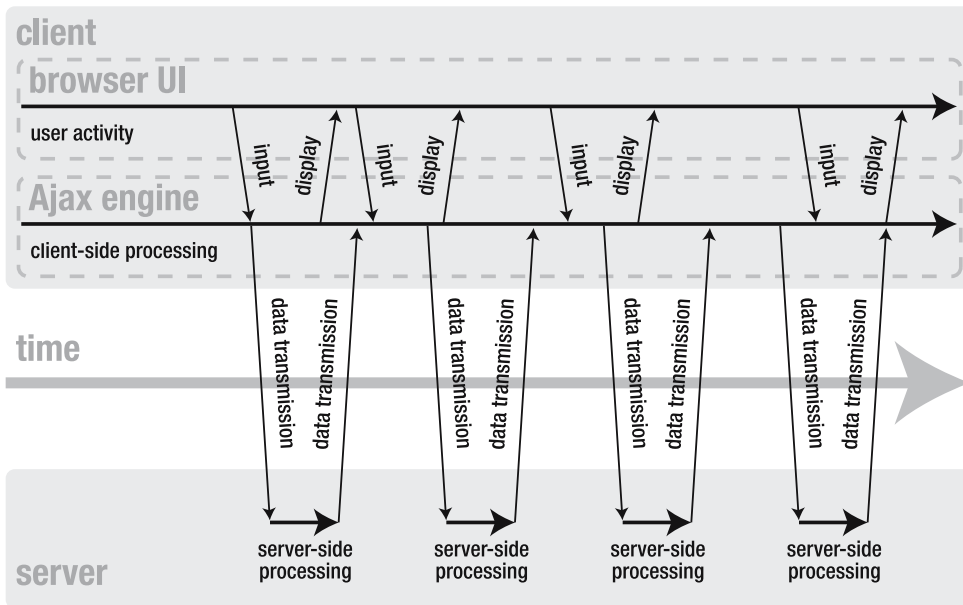 client
browser UI
user activity
input
display
input
display
input
display
input
display
Ajax engine
client-side processing
data transmission
data transmission
data transmission
data transmission
data transmission
data transmission
data transmission
data transmission
time
server-side
processing
server-side
processing
server-side
processing
server-side
processing
server